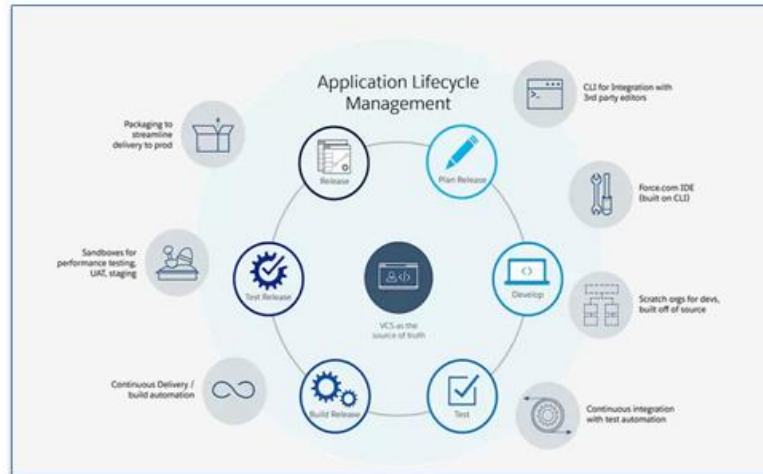 Application Lifecycle
Management
CLI for Integration with
3rd party editors
Packaging to
streamline
delivery to prod
Release
Plan Release
Force.com IDE
(built on CLI)
Sandboxes for
performance testing,
UAT, staging
Test Release
Develop
Scratch orgs for devs,
built off of source
VCS as the
source of truth
Continuous Delivery /
build automation
Build Release
Test
Continuous integration
with test automation